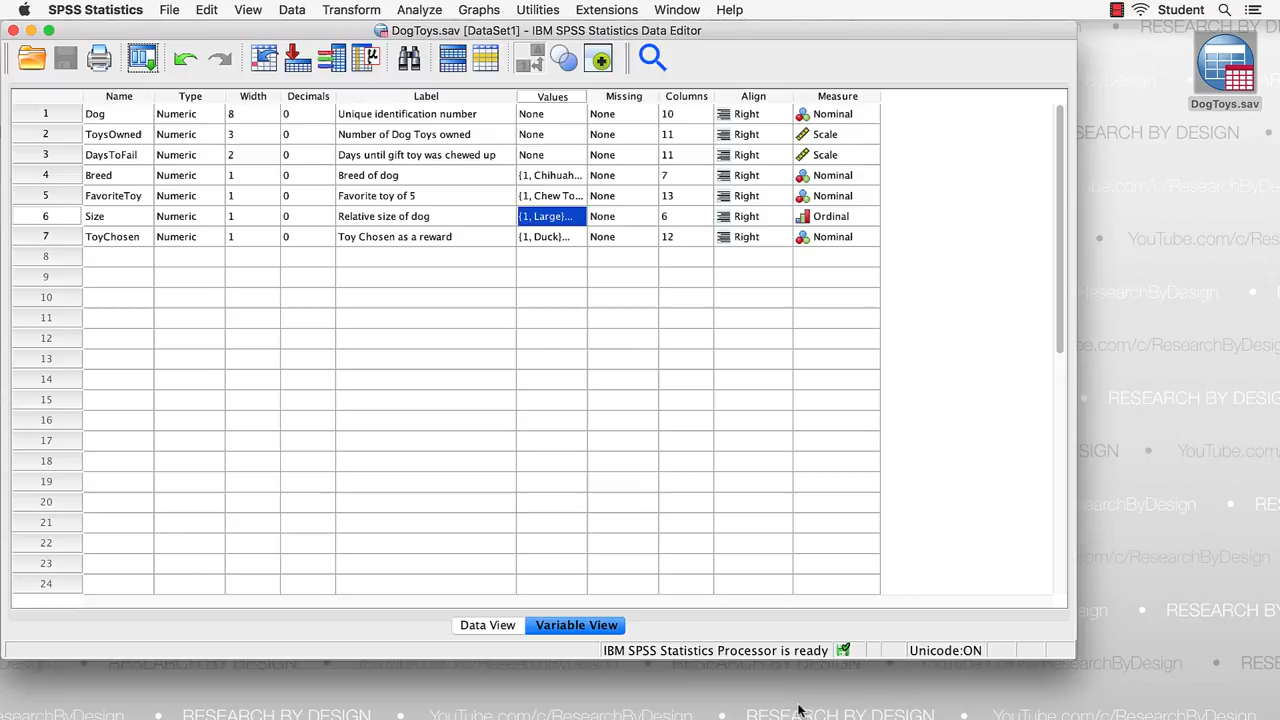 SPSS Statistics File Edit View Data Transform Analyze Graphs Utilities Extensions Window Help Student
DogToys.sav [DataSet1] - IBM SPSS Statistics Data Editor
DogToys.sav
Name Type Width Decimals Label Values Missing Columns Align Measure
1 Dog Numeric 8 0 Unique identification number None None 10 Right Nominal
2 ToysOwned Numeric 3 0 Number of Dog Toys owned None None 11 Right Scale
3 DaysToFail Numeric 2 0 Days until gift toy was chewed up None None 11 Right Scale
4 Breed Numeric 1 0 Breed of dog {1, Chihuah... None 7 Right Nominal
5 FavoriteToy Numeric 1 0 Favorite toy of 5 {1, Chew To... None 13 Right Nominal
6 Size Numeric 1 0 Relative size of dog {1, Large}... None 6 Right Ordinal
7 ToyChosen Numeric 1 0 Toy Chosen as a reward {1, Duck}... None 12 Right Nominal
8
9
10
11
12
13
14
15
16
17
18
19
20
21
22
23
24
Data View Variable View
IBM SPSS Statistics Processor is ready Unicode:ON
RESEARCH BY DESIGN
YouTube.com/c/ResearchByDesign
RESEARCH BY DESIGN • YouTube.com/c/ResearchByDesign • RESEARCH BY DESIGN